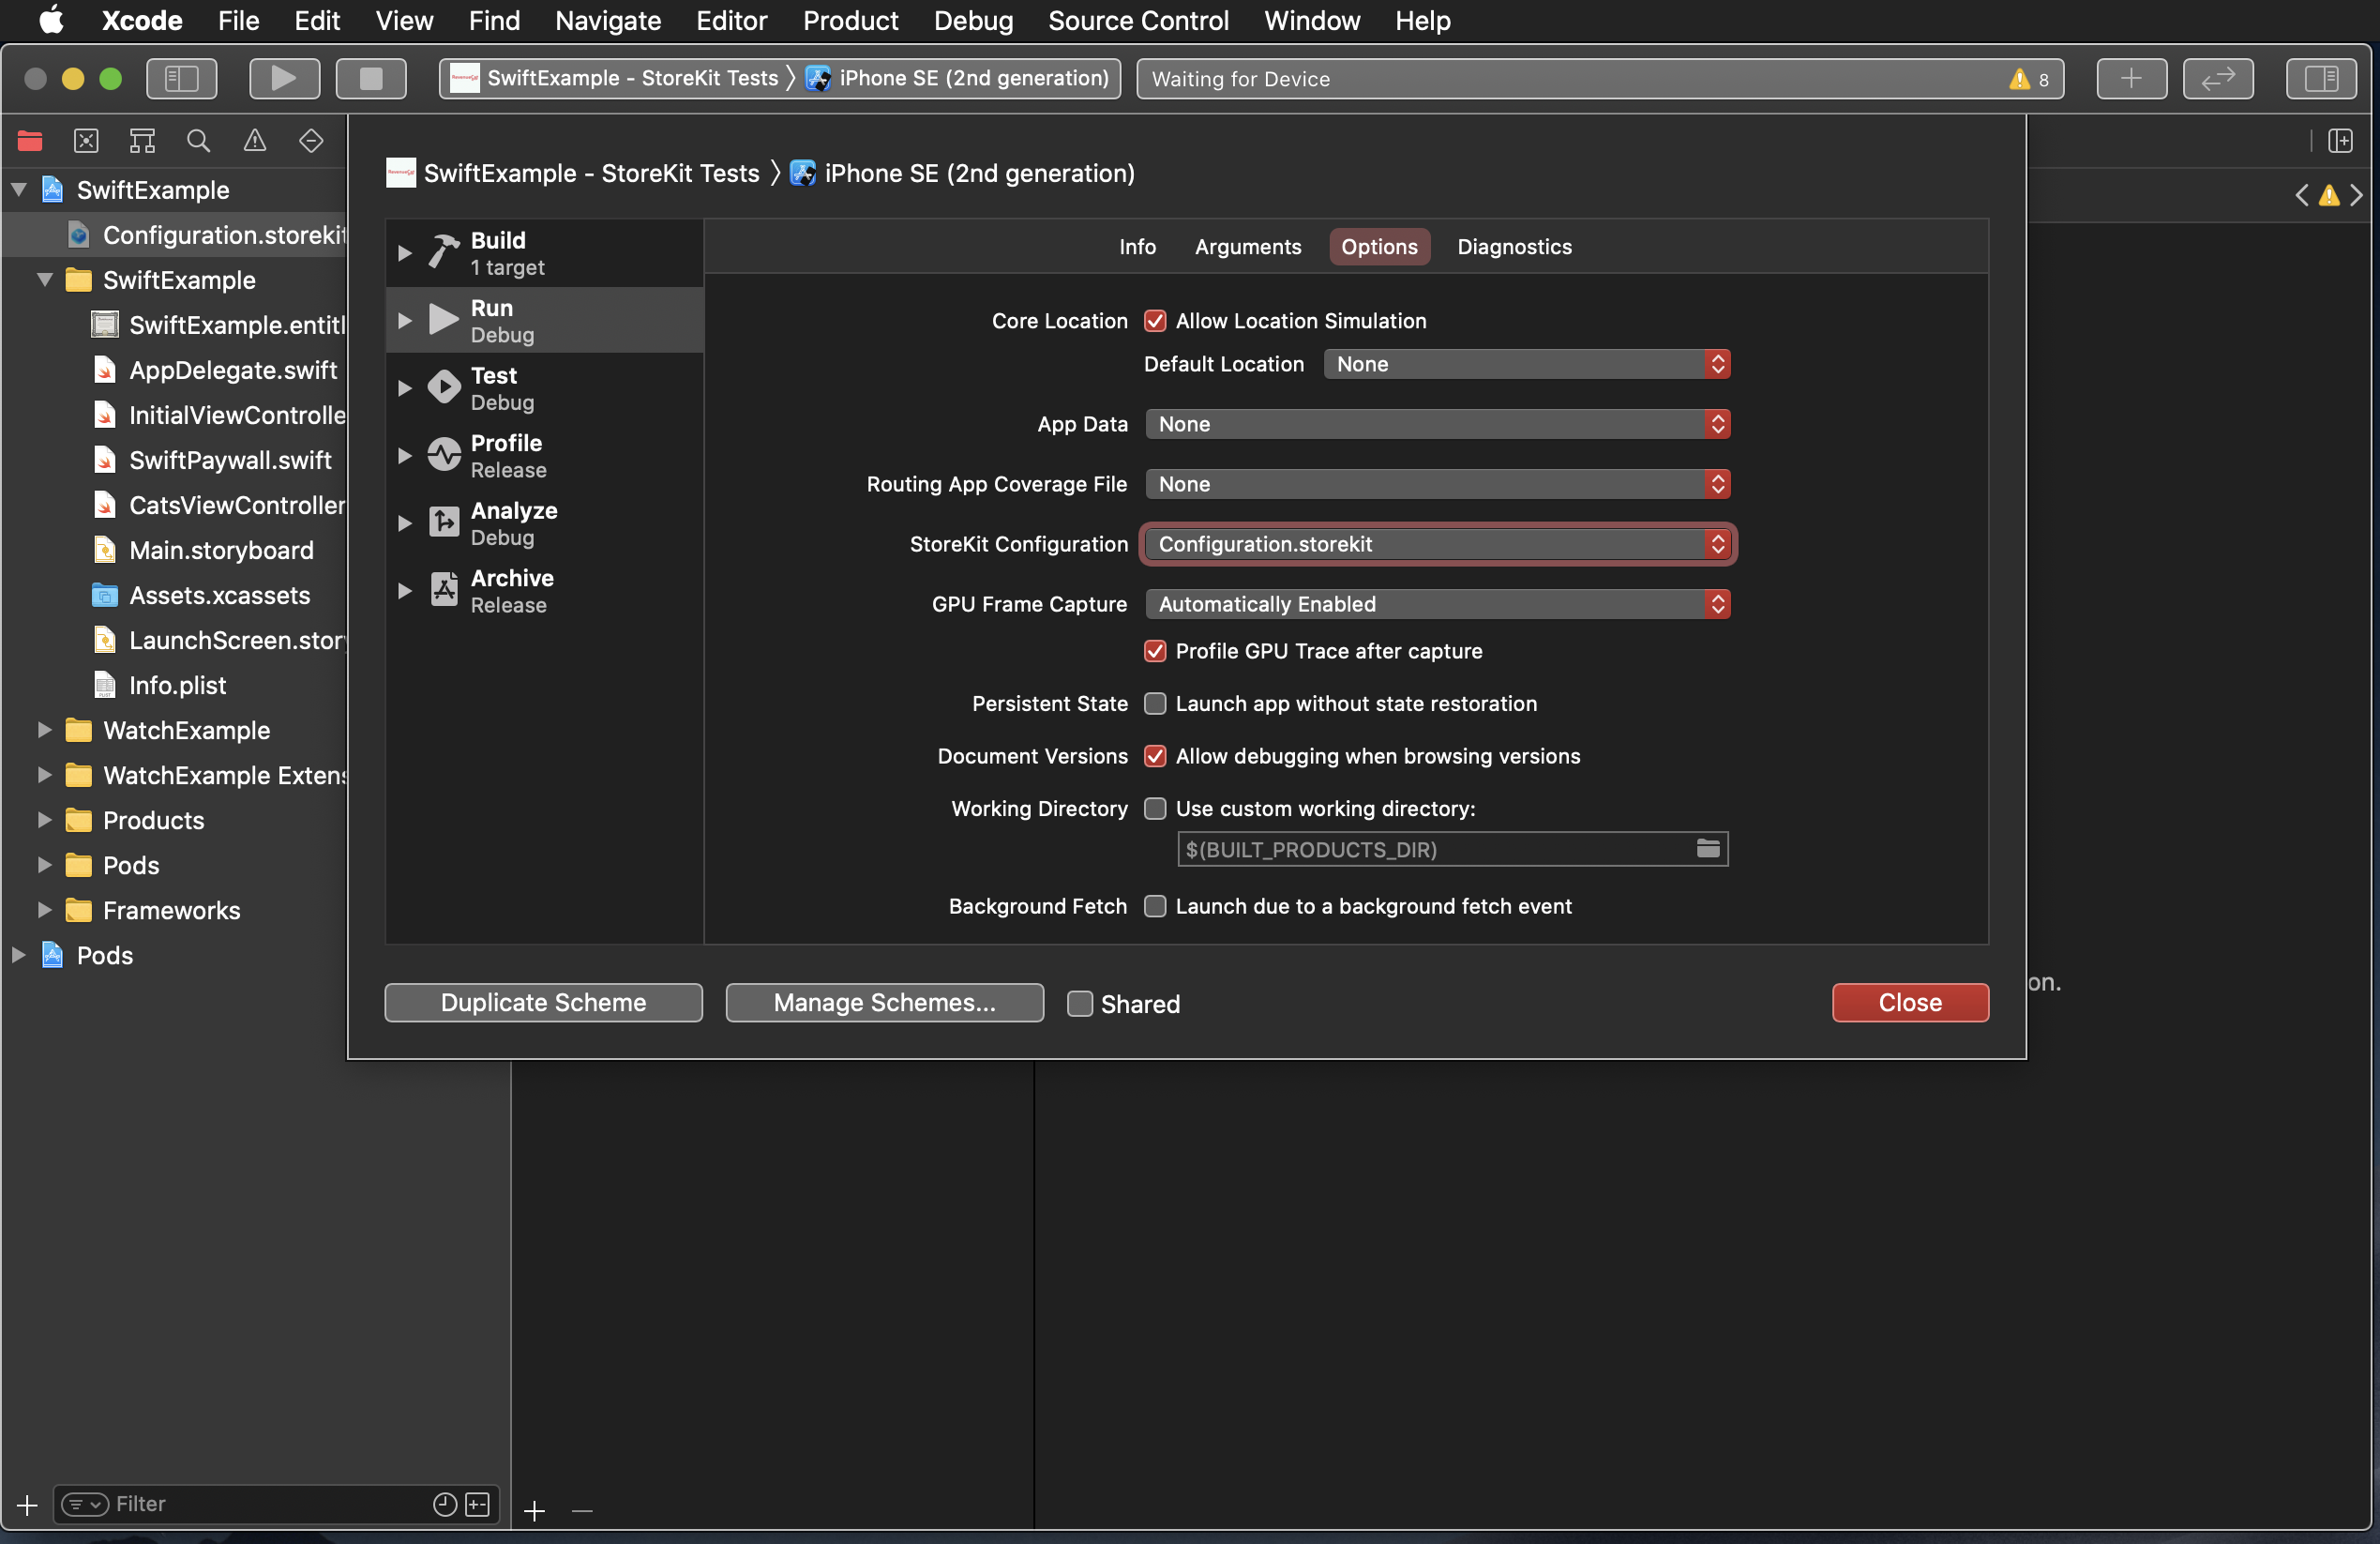 Xcode File Edit View Find Navigate Editor Product Debug Source Control Window Help
SwiftExample - StoreKit Tests 〉 iPhone SE (2nd generation)
Waiting for Device
8
SwiftExample
Configuration.storekit
SwiftExample
SwiftExample.entitl
AppDelegate.swift
InitialViewControlle
SwiftPaywall.swift
CatsViewController
Main.storyboard
Assets.xcassets
LaunchScreen.story
Info.plist
WatchExample
WatchExample Extens
Products
Pods
Frameworks
Pods
Filter
SwiftExample - StoreKit Tests 〉 iPhone SE (2nd generation)
Build
1 target
Run
Debug
Test
Debug
Profile
Release
Analyze
Debug
Archive
Release
Info Arguments Options Diagnostics
Core Location Allow Location Simulation
Default Location None
App Data None
Routing App Coverage File None
StoreKit Configuration Configuration.storekit
GPU Frame Capture Automatically Enabled
Profile GPU Trace after capture
Persistent State Launch app without state restoration
Document Versions Allow debugging when browsing versions
Working Directory Use custom working directory:
$(BUILT_PRODUCTS_DIR)
Background Fetch Launch due to a background fetch event
Duplicate Scheme Manage Schemes... Shared Close
on.